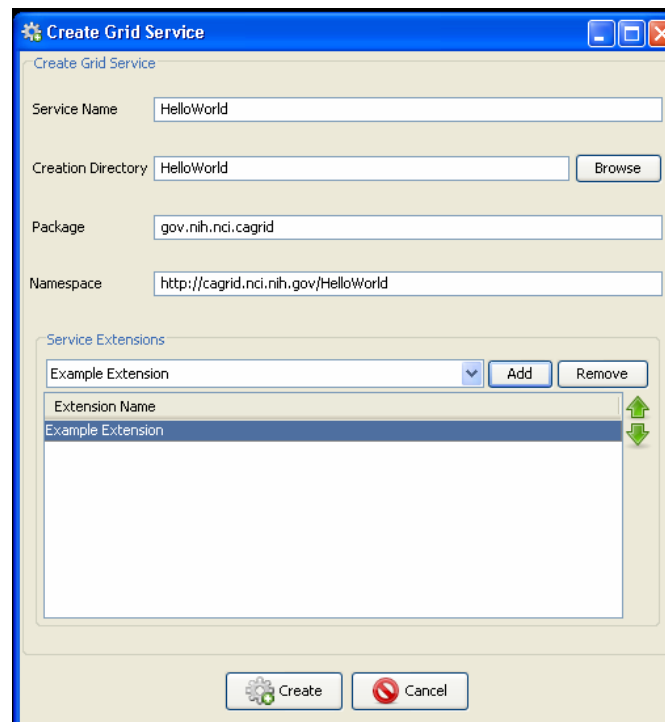 Create Grid Service
Create Grid Service
Service Name HelloWorld
Creation Directory HelloWorld Browse
Package gov.nih.nci.cagrid
Namespace http://cagrid.nci.nih.gov/HelloWorld
Service Extensions
Example Extension Add Remove
Extension Name
Example Extension
Create Cancel